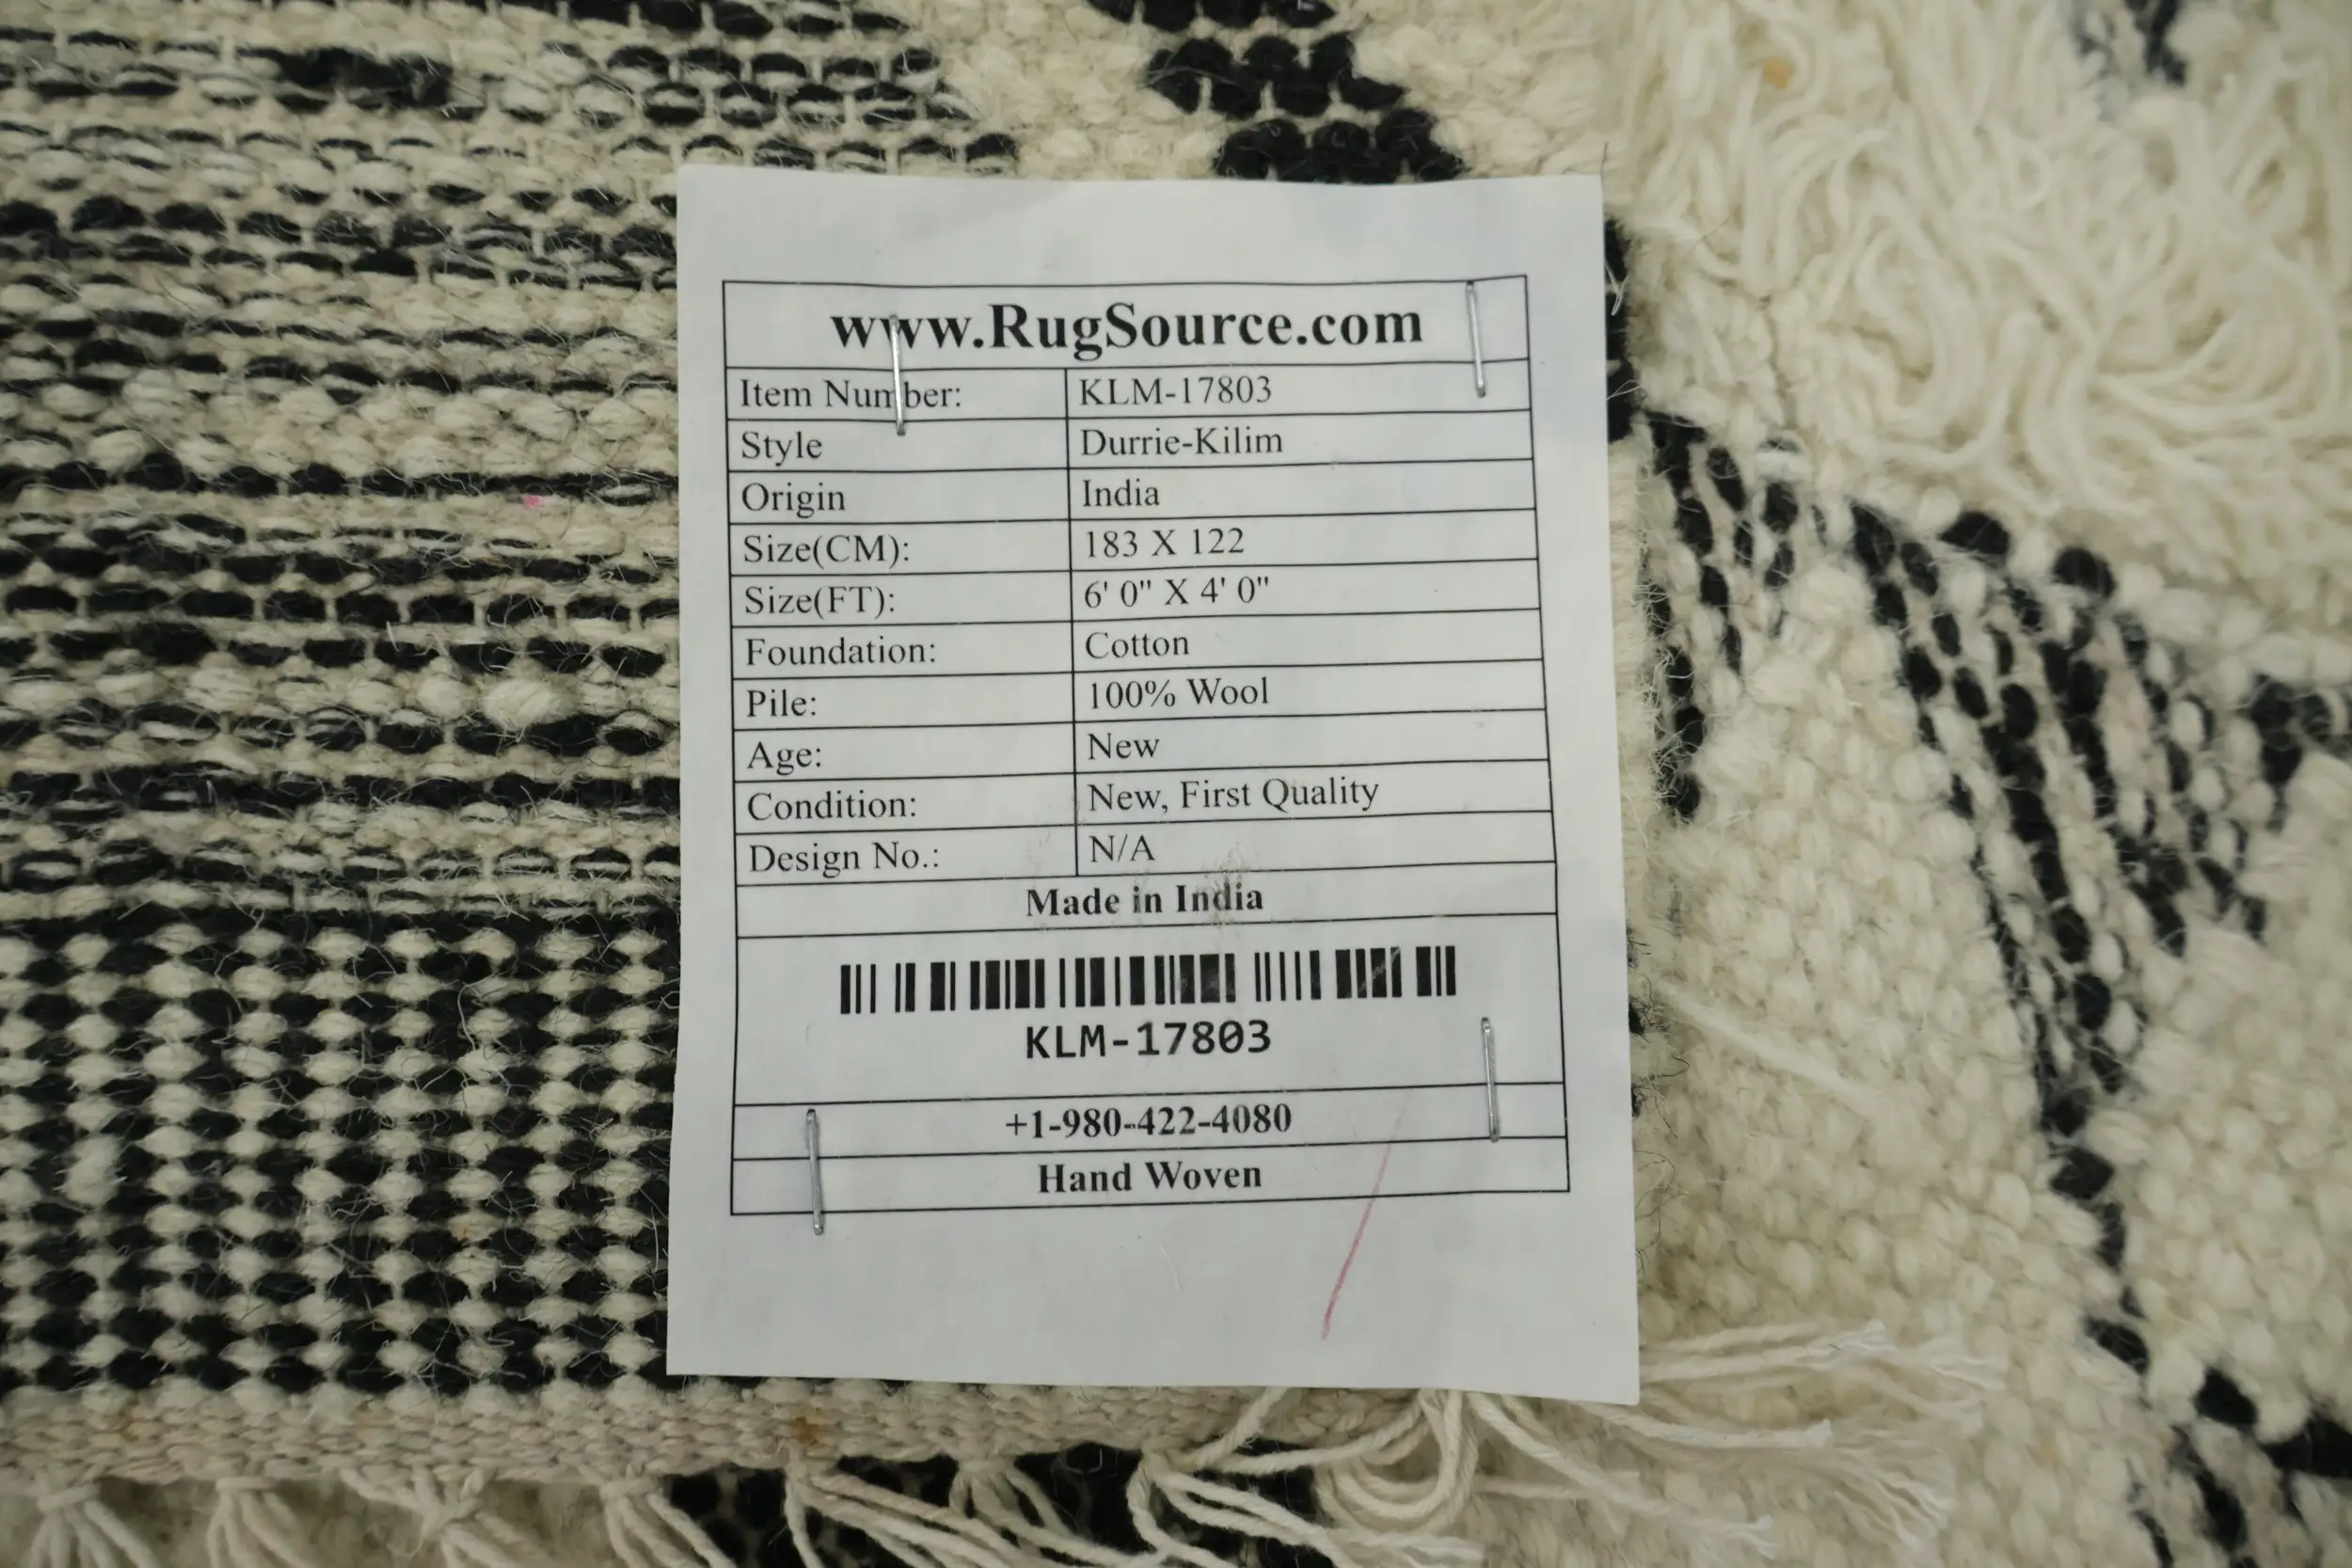 www.RugSource.com
Item Number: KLM-17803
Style Durrie-Kilim
Origin India
Size(CM): 183 X 122
Size(FT): 6' 0" X 4' 0"
Foundation: Cotton
Pile: 100% Wool
Age: New
Condition: New, First Quality
Design No.: N/A
Made in India
KLM-17803
+1-980-422-4080
Hand Woven